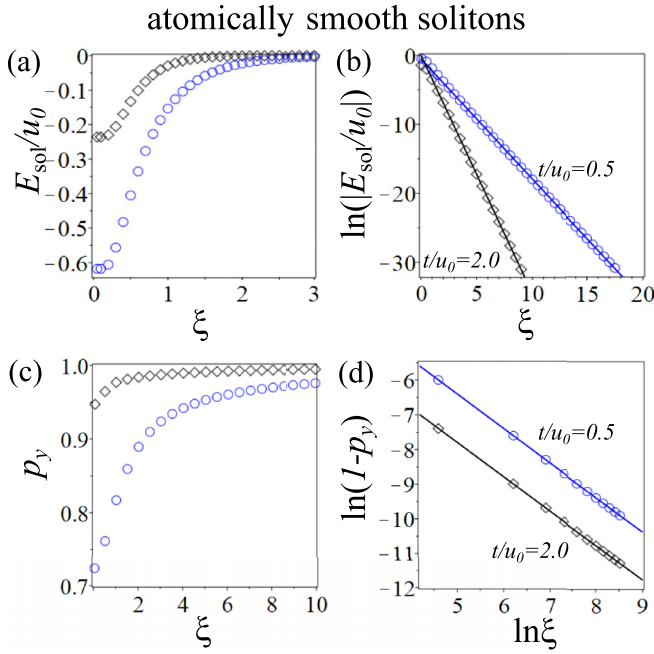 atomically smooth solitons
(a)
0
−0.1
−0.2
−0.3
−0.4
−0.5
−0.6
E_sol/u_0
0 1 2 3
ξ
(b)
0
−10
−20
−30
ln(|E_sol/u_0|)
t/u_0=0.5
t/u_0=2.0
0 5 10 15 20
ξ
(c)
1.0
0.9
0.8
0.7
p_y
2 4 6 8 10
ξ
(d)
−6
−7
−8
−9
−10
−11
−12
ln(1-p_y)
t/u_0=0.5
t/u_0=2.0
5 6 7 8 9
lnξ